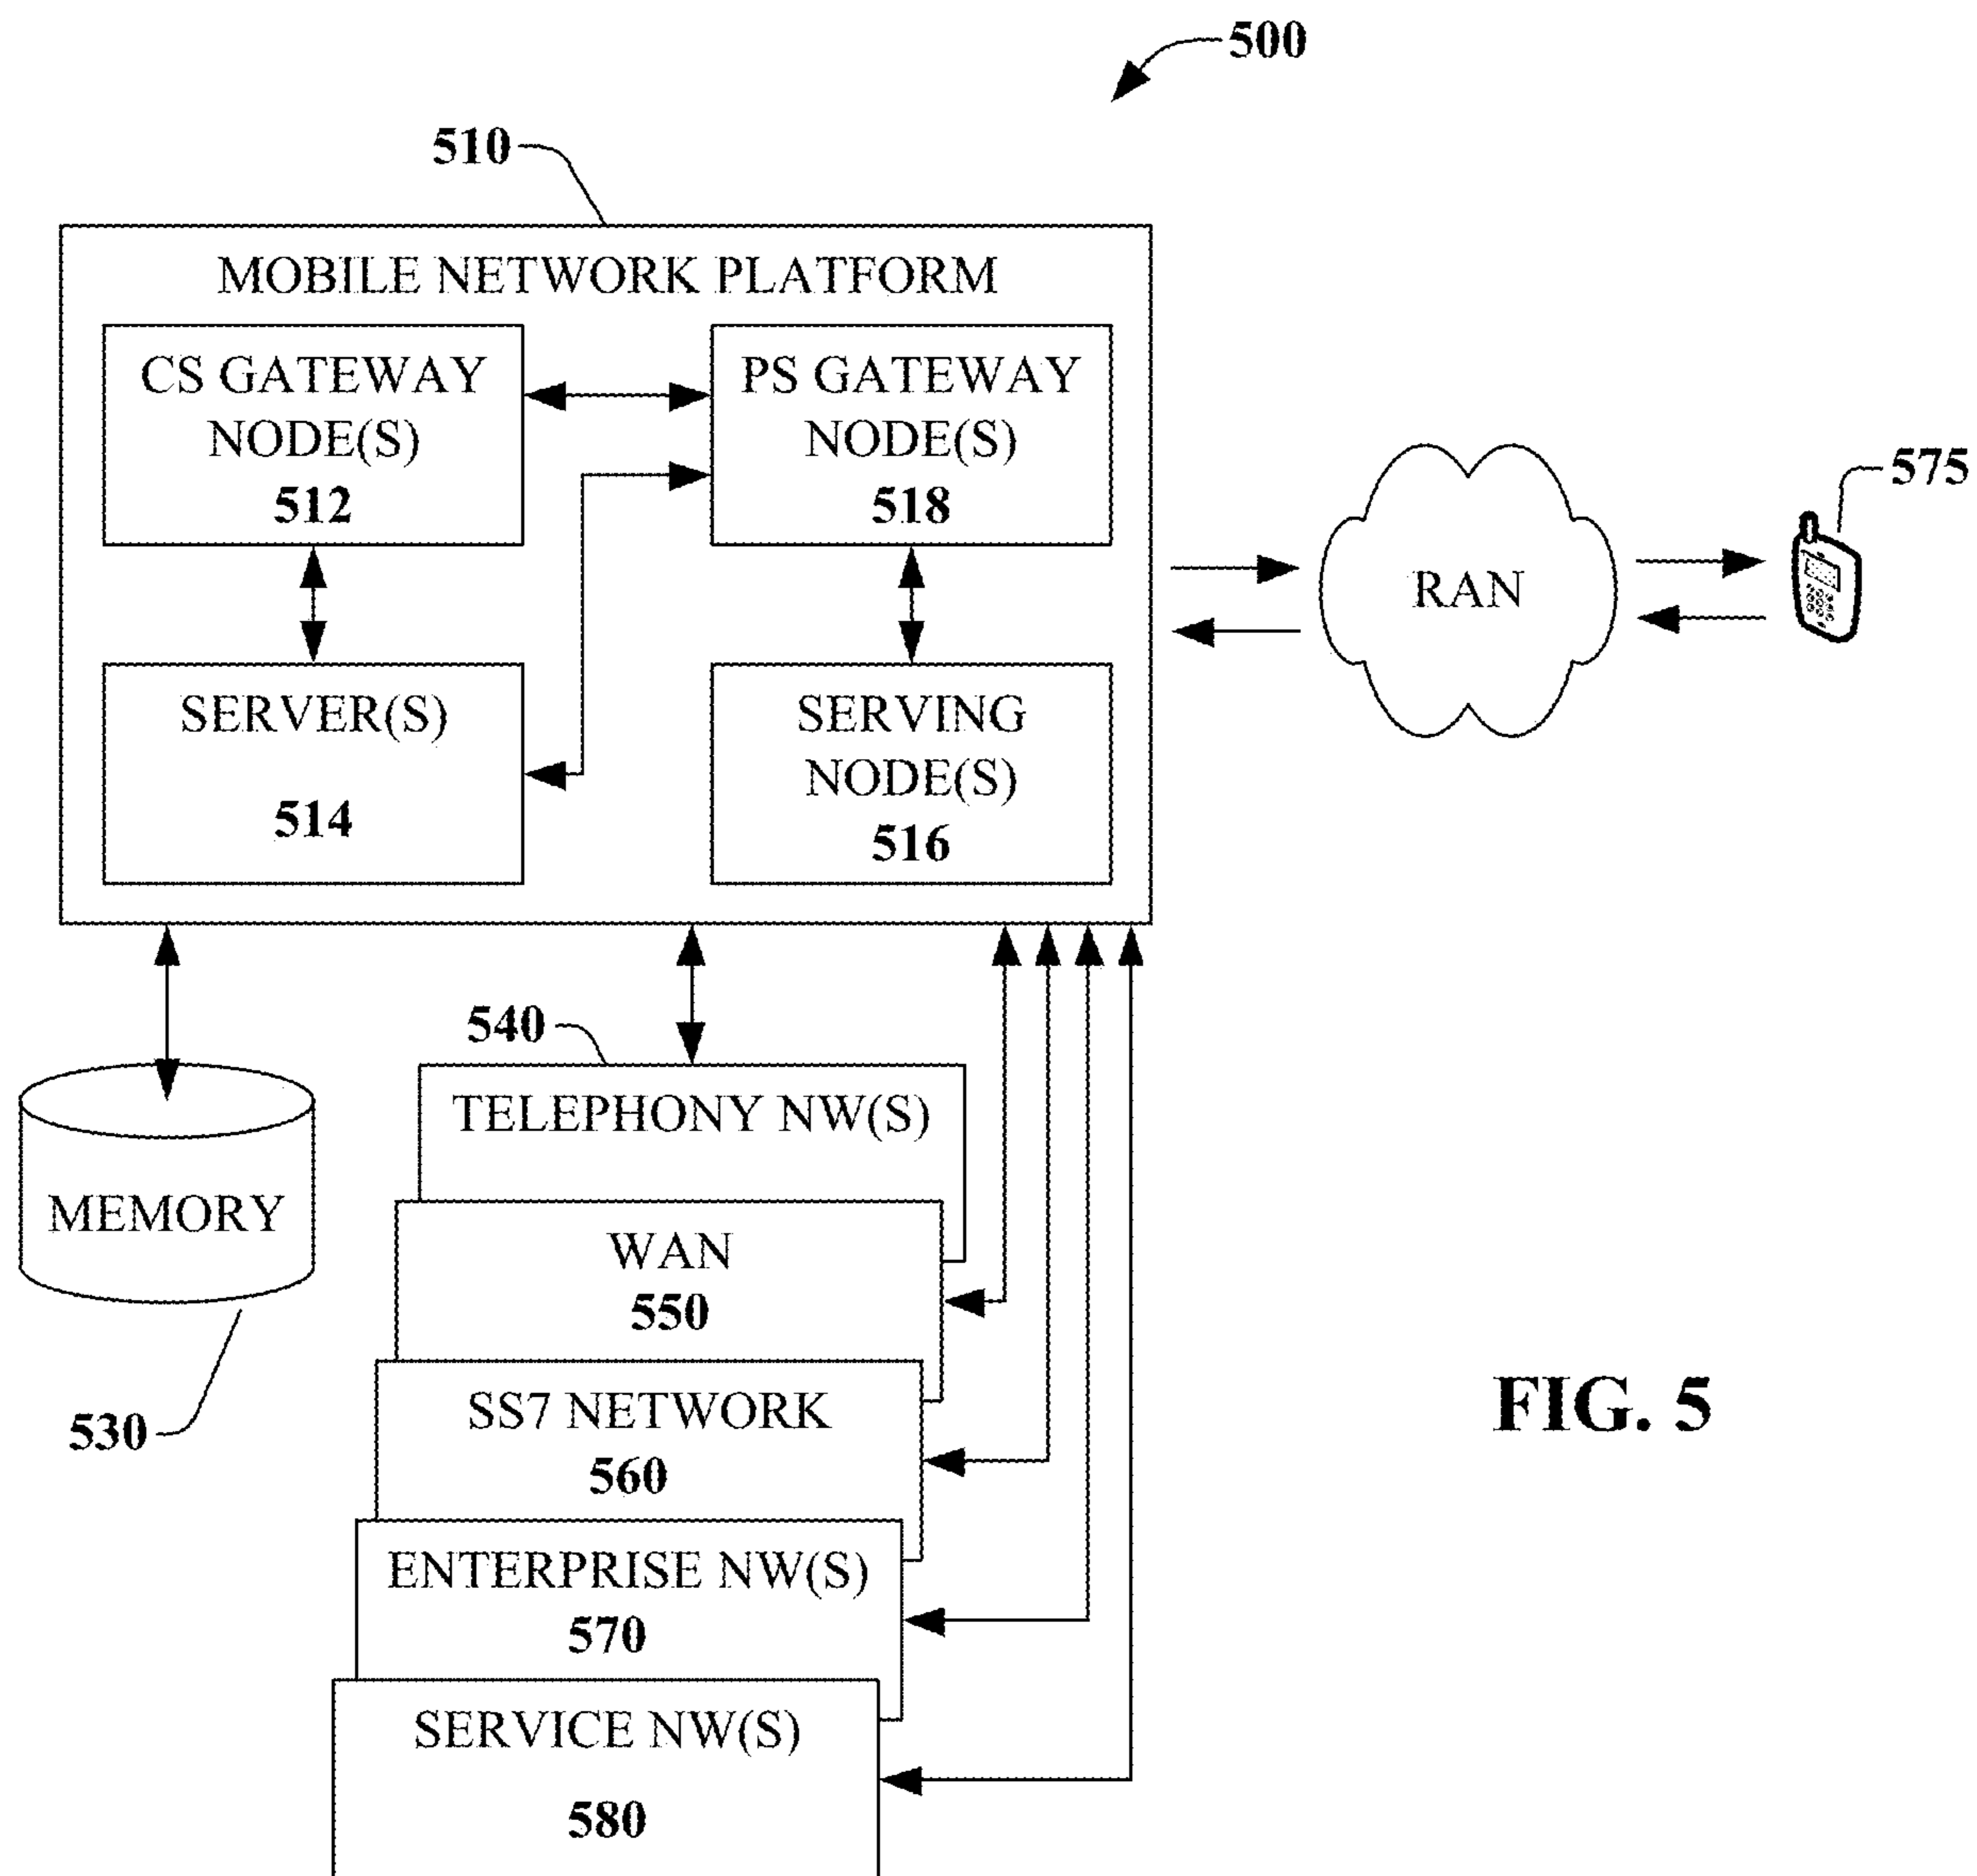 500
510
MOBILE NETWORK PLATFORM
CS GATEWAY
NODE(S)
512
PS GATEWAY
NODE(S)
518
SERVER(S)
514
SERVING
NODE(S)
516
RAN
575
540
TELEPHONY NW(S)
MEMORY
530
WAN
550
SS7 NETWORK
560
ENTERPRISE NW(S)
570
SERVICE NW(S)
580
FIG. 5